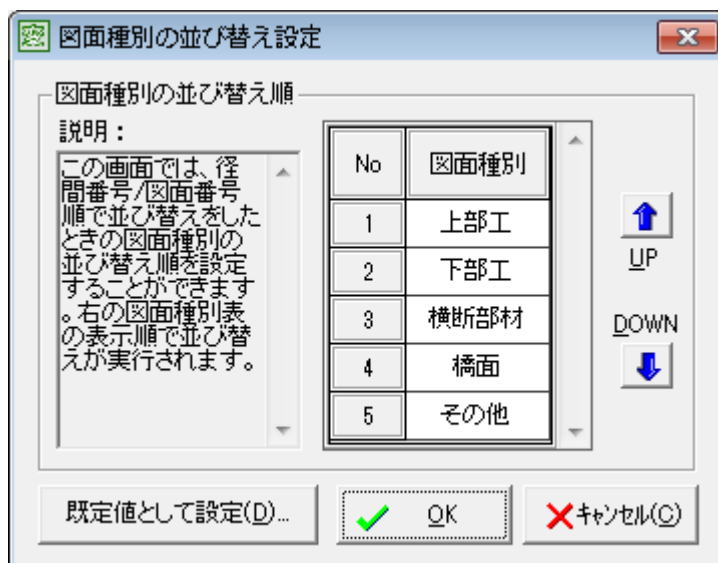 図面種別の並び替え設定
図面種別の並び替え順
説明：
この画面では、径
間番号/図面番号
順で並び替えをした
ときの図面種別の
並び替え順を設定
することができます
。右の図面種別表
の表示順で並び替
えが実行されます。
No 図面種別
1 上部工
2 下部工
3 横断部材
4 橋面
5 その他
UP
DOWN
既定値として設定(D)...
OK
キャンセル(C)